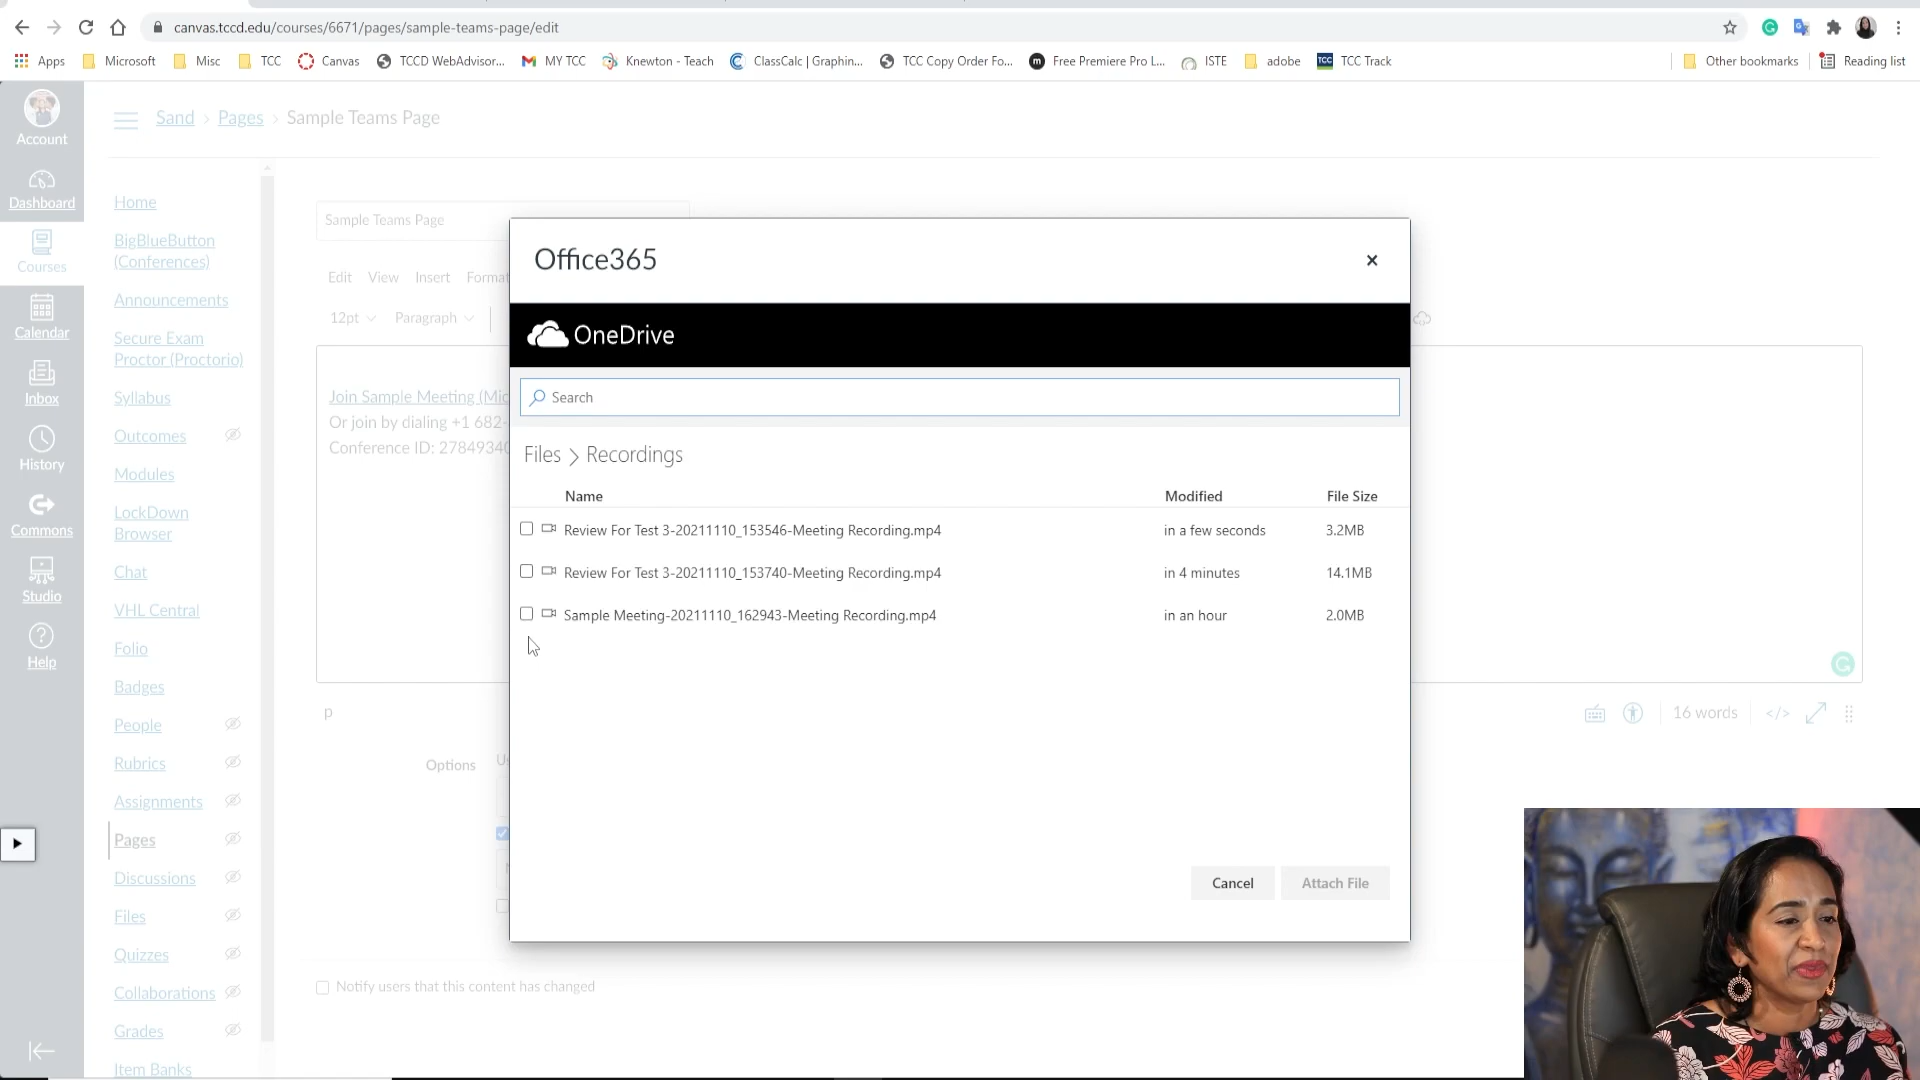 canvas.tccd.edu/courses/6671/pages/sample-teams-page/edit
Apps Microsoft Misc TCC Canvas TCCD WebAdvisor... MY TCC Knewton - Teach ClassCalc | Graphin... TCC Copy Order Fo... Free Premiere Pro L... ISTE adobe TCC TCC Track Other bookmarks Reading list
Account
Dashboard
Courses
Calendar
Inbox
History
Commons
Studio
Help
Sand > Pages > Sample Teams Page
Home
BigBlueButton
(Conferences)
Announcements
Secure Exam
Proctor (Proctorio)
Syllabus
Outcomes
Modules
LockDown
Browser
Chat
VHL Central
Folio
Badges
People
Rubrics
Assignments
Pages
Discussions
Files
Quizzes
Collaborations
Grades
Item Banks
Sample Teams Page
Edit View Insert Format
12pt Paragraph
Join Sample Meeting (Mic
Or join by dialing +1 682-
Conference ID: 27849340
p
16 words </>
Options
Us
Notify users that this content has changed
Office365
OneDrive
Search
Files > Recordings
Name Modified File Size
Review For Test 3-20211110_153546-Meeting Recording.mp4 in a few seconds 3.2MB
Review For Test 3-20211110_153740-Meeting Recording.mp4 in 4 minutes 14.1MB
Sample Meeting-20211110_162943-Meeting Recording.mp4 in an hour 2.0MB
Cancel Attach File